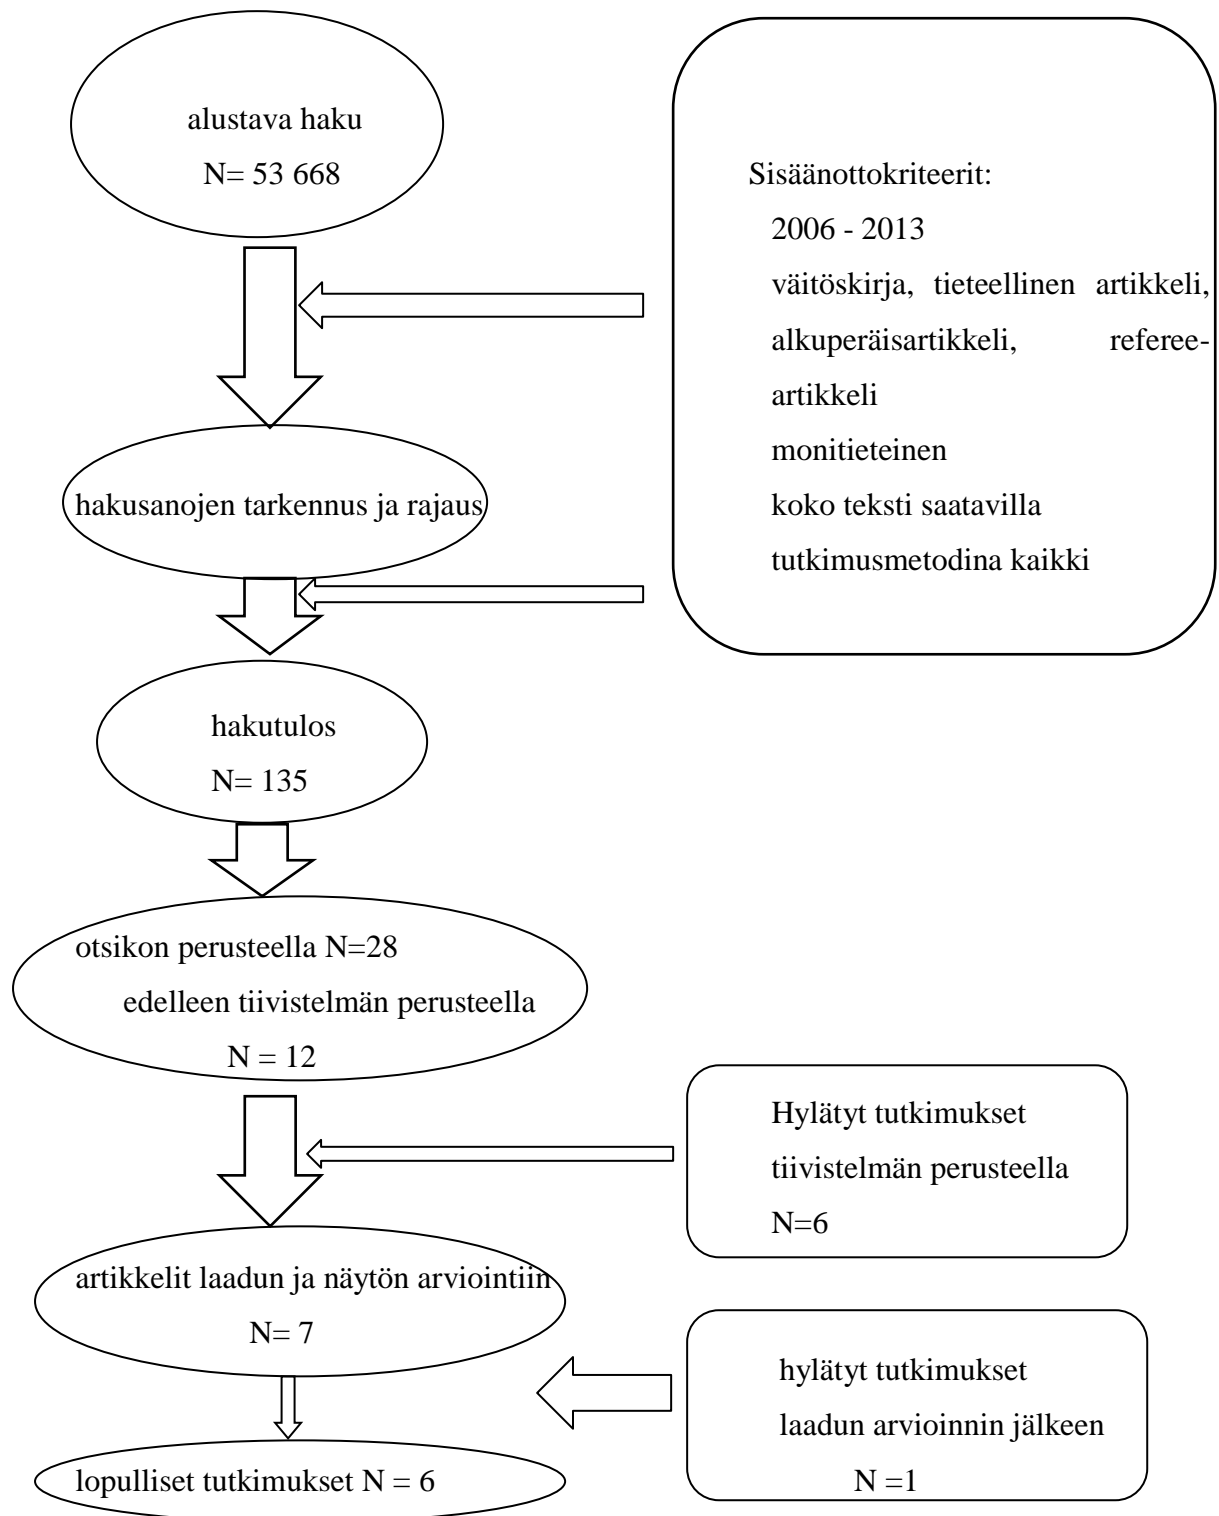 alustava haku
N= 53 668
Sisäänottokriteerit:
2006 - 2013
väitöskirja, tieteellinen artikkeli,
alkuperäisartikkeli, referee-
artikkeli
monitieteinen
koko teksti saatavilla
tutkimusmetodina kaikki
hakusanojen tarkennus ja rajaus
hakutulos
N= 135
otsikon perusteella N=28
edelleen tiivistelmän perusteella
N = 12
Hylätyt tutkimukset
tiivistelmän perusteella
N=6
artikkelit laadun ja näytön arviointiin
N= 7
hylätyt tutkimukset
laadun arvioinnin jälkeen
N =1
lopulliset tutkimukset N = 6